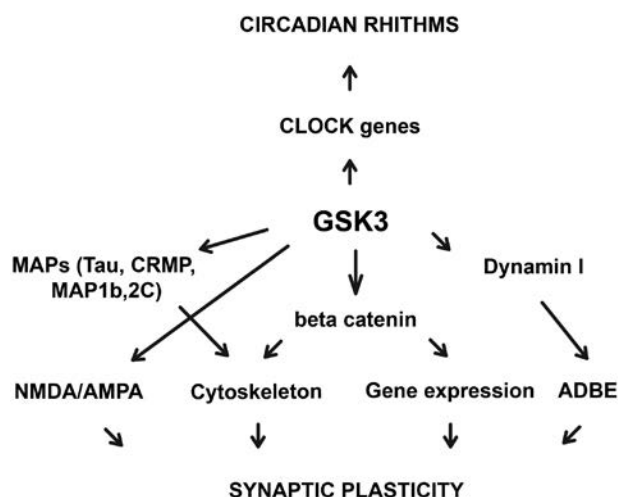 CIRCADIAN RHITHMS
CLOCK genes
GSK3
MAPs (Tau, CRMP,
MAP1b,2C)
Dynamin I
beta catenin
NMDA/AMPA
Cytoskeleton
Gene expression
ADBE
SYNAPTIC PLASTICITY